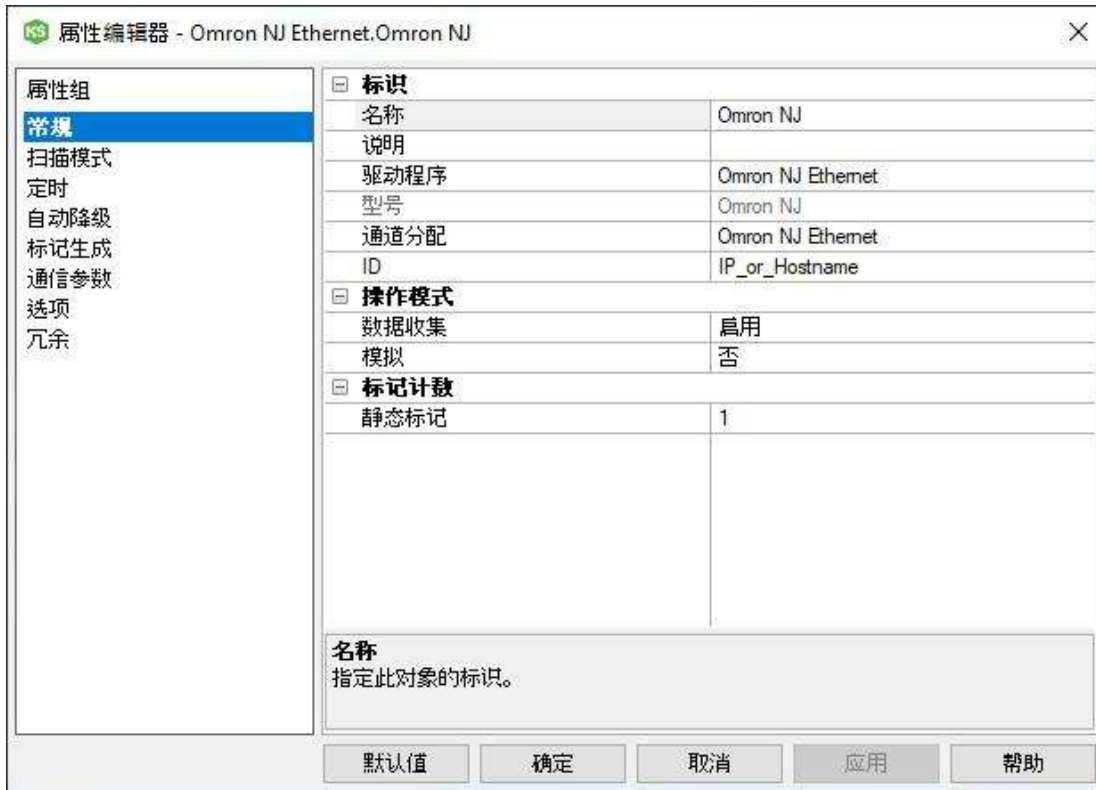 KS 属性编辑器 - Omron NJ Ethernet.Omron NJ
属性组
常规
扫描模式
定时
自动降级
标记生成
通信参数
选项
冗余
标识
名称 Omron NJ
说明
驱动程序 Omron NJ Ethernet
型号 Omron NJ
通道分配 Omron NJ Ethernet
ID IP_or_Hostname
操作模式
数据收集 启用
模拟 否
标记计数
静态标记 1
名称
指定此对象的标识。
默认值 确定 取消 应用 帮助